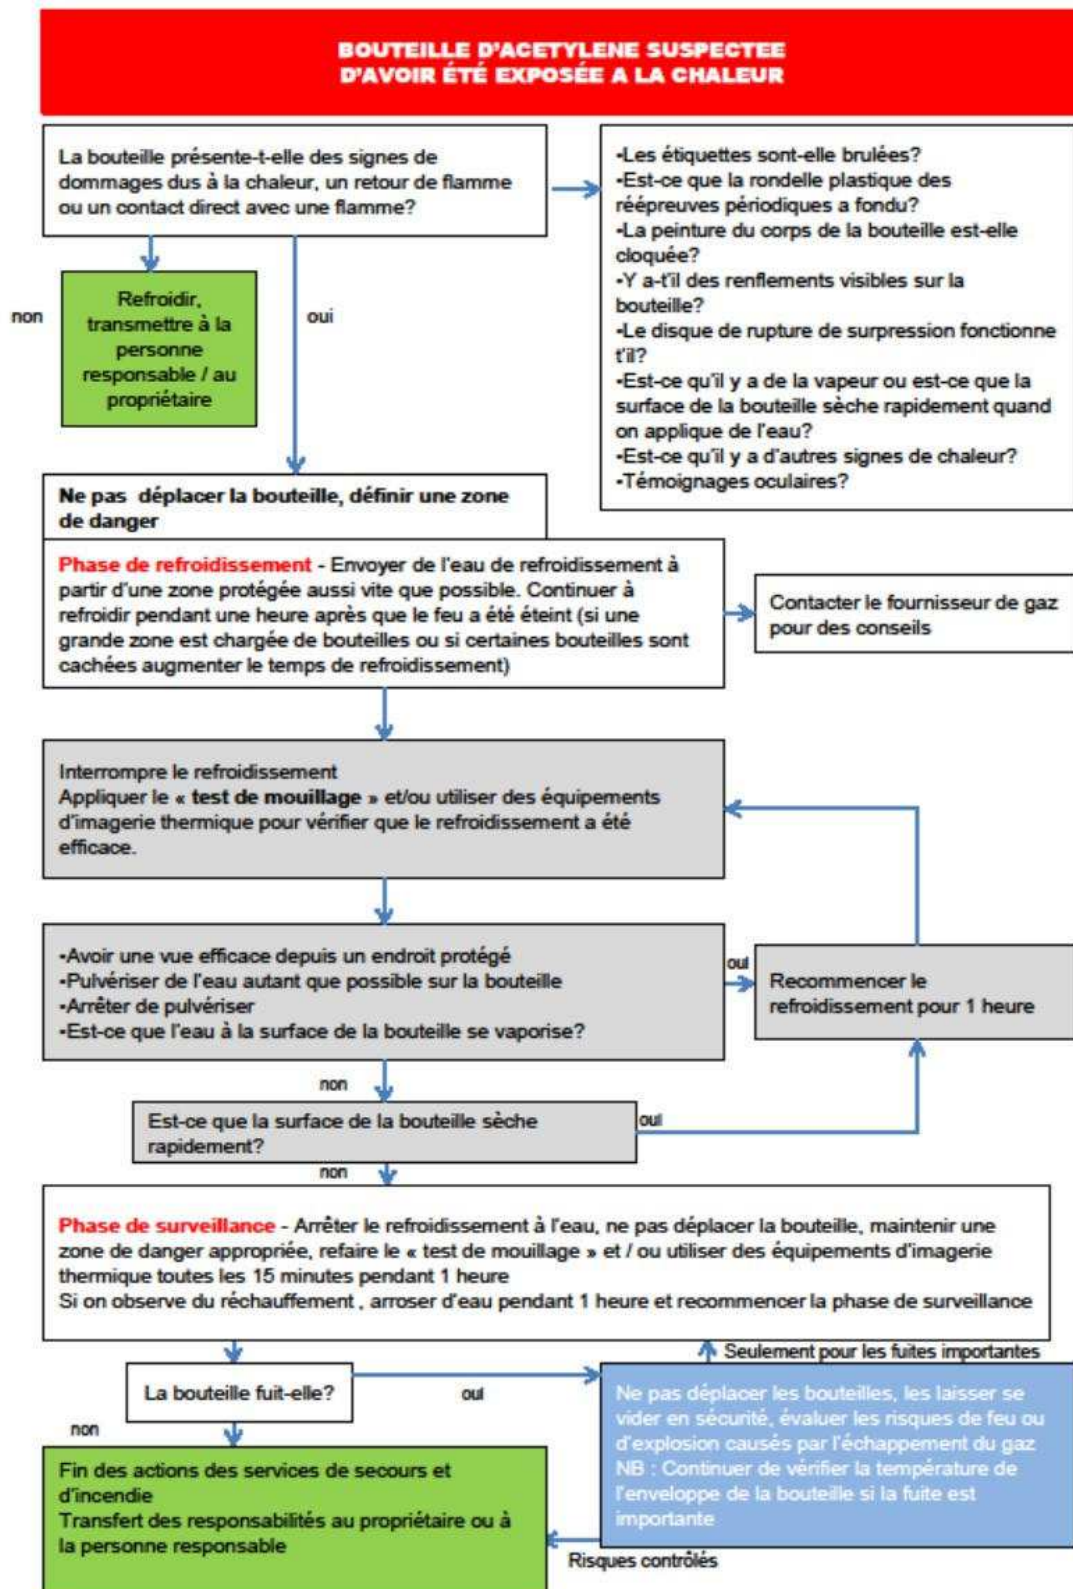 BOUTEILLE D'ACETYLENE SUSPECTEE
D'AVOIR ÉTÉ EXPOSÉE A LA CHALEUR
La bouteille présente-t-elle des signes de
dommages dus à la chaleur, un retour de flamme
ou un contact direct avec une flamme?
•Les étiquettes sont-elle brulées?
•Est-ce que la rondelle plastique des
réépreuves périodiques a fondu?
•La peinture du corps de la bouteille est-elle
cloquée?
•Y a-t'il des renflements visibles sur la
bouteille?
•Le disque de rupture de surpression fonctionne
t'il?
•Est-ce qu'il y a de la vapeur ou est-ce que la
surface de la bouteille sèche rapidement quand
on applique de l'eau?
•Est-ce qu'il y a d'autres signes de chaleur?
•Témoignages oculaires?
non
Refroidir,
transmettre à la
personne
responsable / au
propriétaire
oui
Ne pas déplacer la bouteille, définir une zone
de danger
Phase de refroidissement - Envoyer de l'eau de refroidissement à
partir d'une zone protégée aussi vite que possible. Continuer à
refroidir pendant une heure après que le feu a été éteint (si une
grande zone est chargée de bouteilles ou si certaines bouteilles sont
cachées augmenter le temps de refroidissement)
Contacter le fournisseur de gaz
pour des conseils
Interrompre le refroidissement
Appliquer le « test de mouillage » et/ou utiliser des équipements
d'imagerie thermique pour vérifier que le refroidissement a été
efficace.
•Avoir une vue efficace depuis un endroit protégé
•Pulvériser de l'eau autant que possible sur la bouteille
•Arrêter de pulvériser
•Est-ce que l'eau à la surface de la bouteille se vaporise?
oui
Recommencer le
refroidissement pour 1 heure
non
Est-ce que la surface de la bouteille sèche
rapidement?
oui
non
Phase de surveillance - Arrêter le refroidissement à l'eau, ne pas déplacer la bouteille, maintenir une
zone de danger appropriée, refaire le « test de mouillage » et / ou utiliser des équipements d'imagerie
thermique toutes les 15 minutes pendant 1 heure
Si on observe du réchauffement , arroser d'eau pendant 1 heure et recommencer la phase de surveillance
Seulement pour les fuites importantes
La bouteille fuit-elle?
oui
Ne pas déplacer les bouteilles, les laisser se
vider en sécurité, évaluer les risques de feu ou
d'explosion causés par l'échappement du gaz
NB : Continuer de vérifier la température de
l'enveloppe de la bouteille si la fuite est
importante
non
Fin des actions des services de secours et
d'incendie
Transfert des responsabilités au propriétaire ou à
la personne responsable
Risques contrôlés